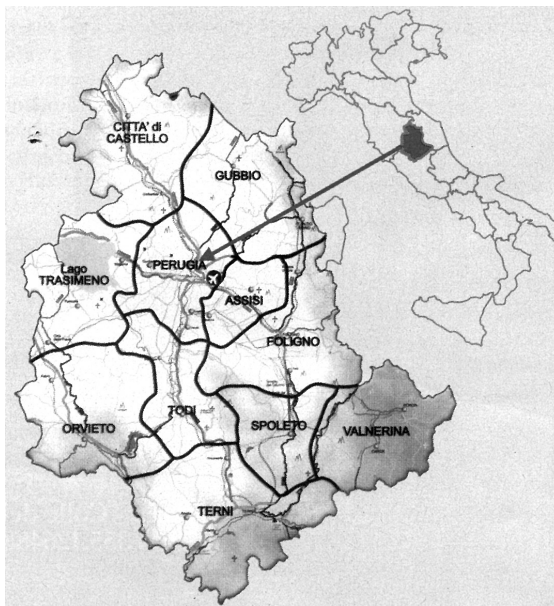 CITTA' di
CASTELLO
GUBBIO
PERUGIA
Lago
TRASIMENO
ASSISI
FOLIGNO
TODI
SPOLETO
VALNERINA
ORVIETO
TERNI